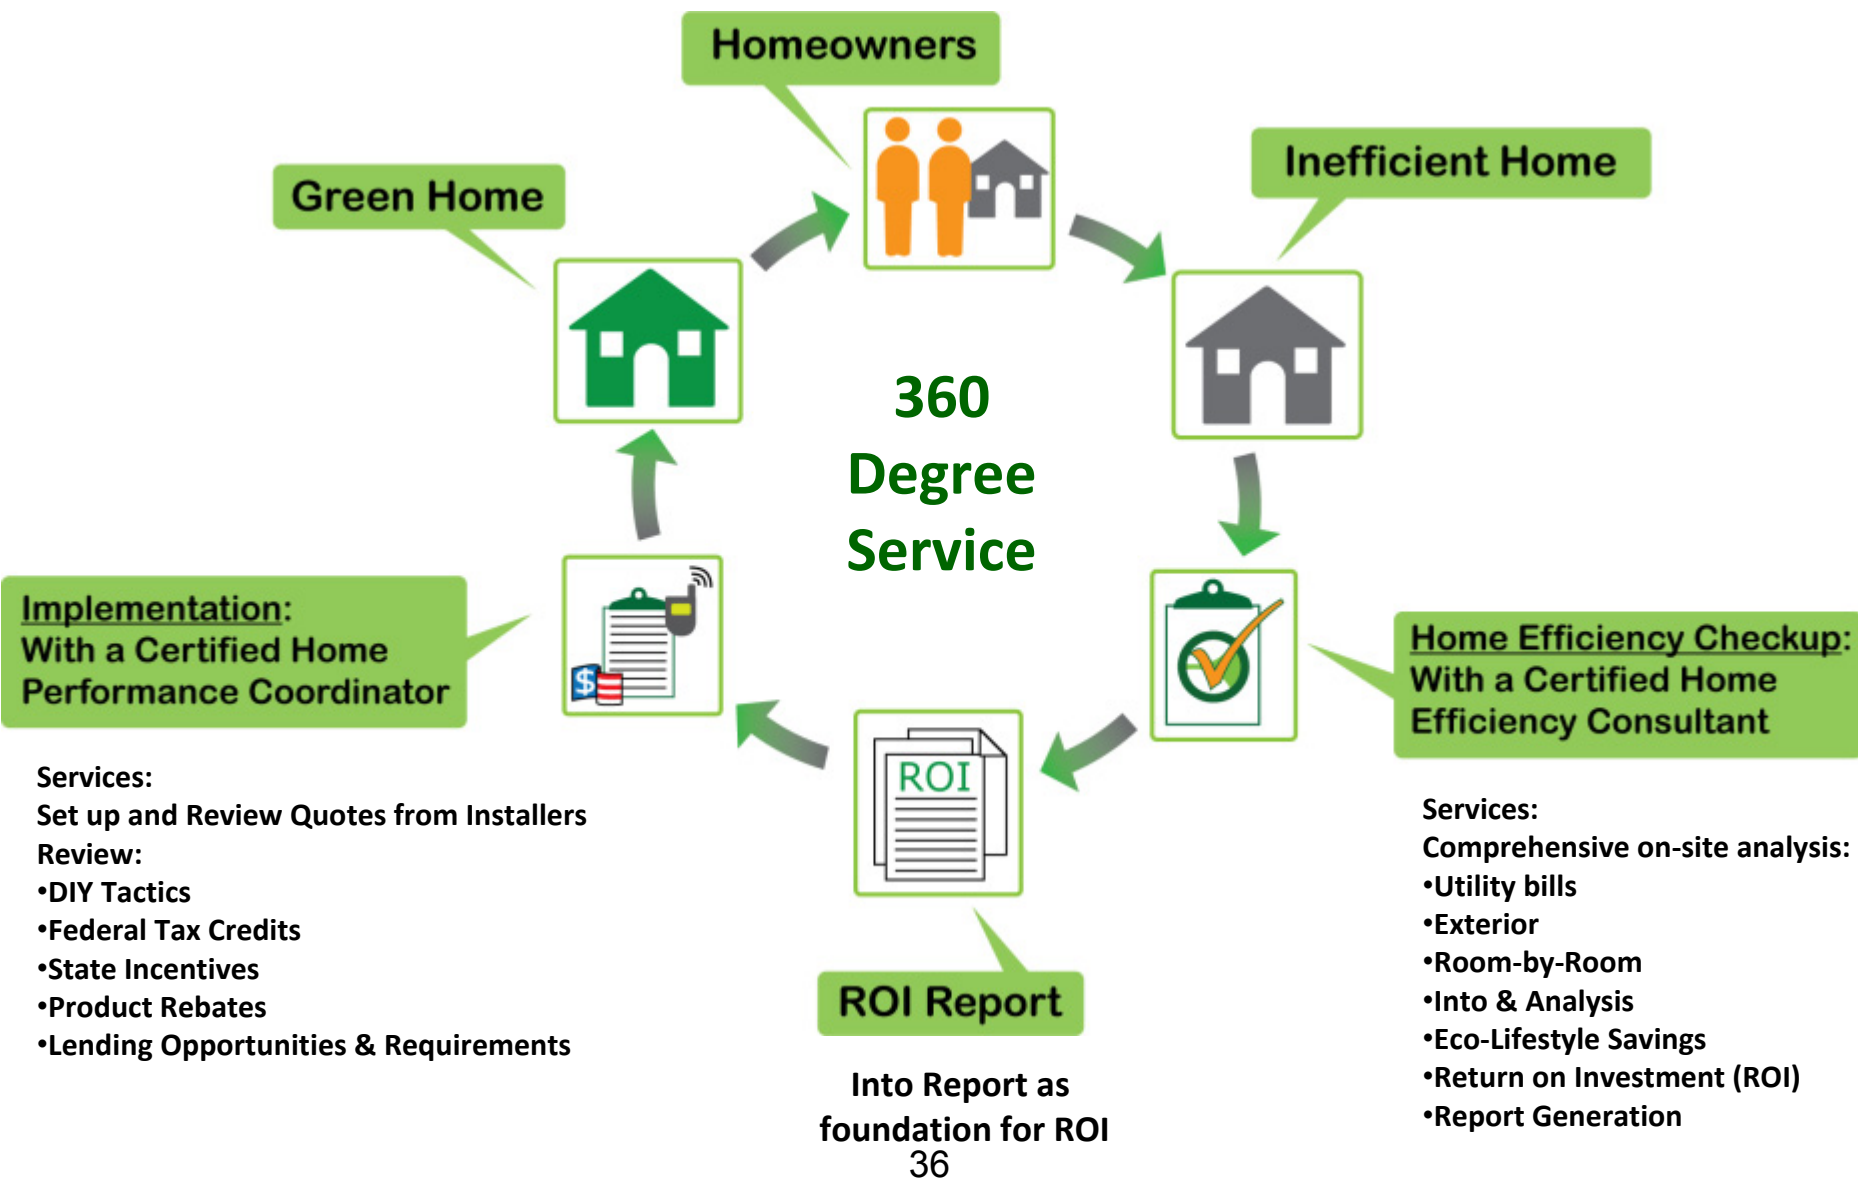 Homeowners
Inefficient Home
Green Home
360
Degree
Service
Implementation:
With a Certified Home
Performance Coordinator
Home Efficiency Checkup:
With a Certified Home
Efficiency Consultant
$
ROI
Services:
Set up and Review Quotes from Installers
Review:
•DIY Tactics
•Federal Tax Credits
•State Incentives
•Product Rebates
•Lending Opportunities & Requirements
Services:
Comprehensive on-site analysis:
•Utility bills
•Exterior
•Room-by-Room
•Into & Analysis
•Eco-Lifestyle Savings
•Return on Investment (ROI)
•Report Generation
ROI Report
Into Report as
foundation for ROI
36